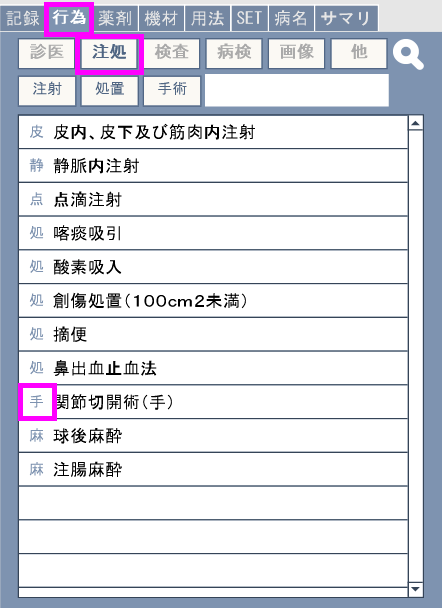 記録 行為 薬剤 機材 用法 SET 病名 サマリ
診医 注処 検査 病検 画像 他
注射 処置 手術
皮 皮内、皮下及び筋肉内注射
静 静脈内注射
点 点滴注射
処 喀痰吸引
処 酸素吸入
処 創傷処置(100cm2未満)
処 摘便
処 鼻出血止血法
手 関節切開術(手)
麻 球後麻酔
麻 注腸麻酔